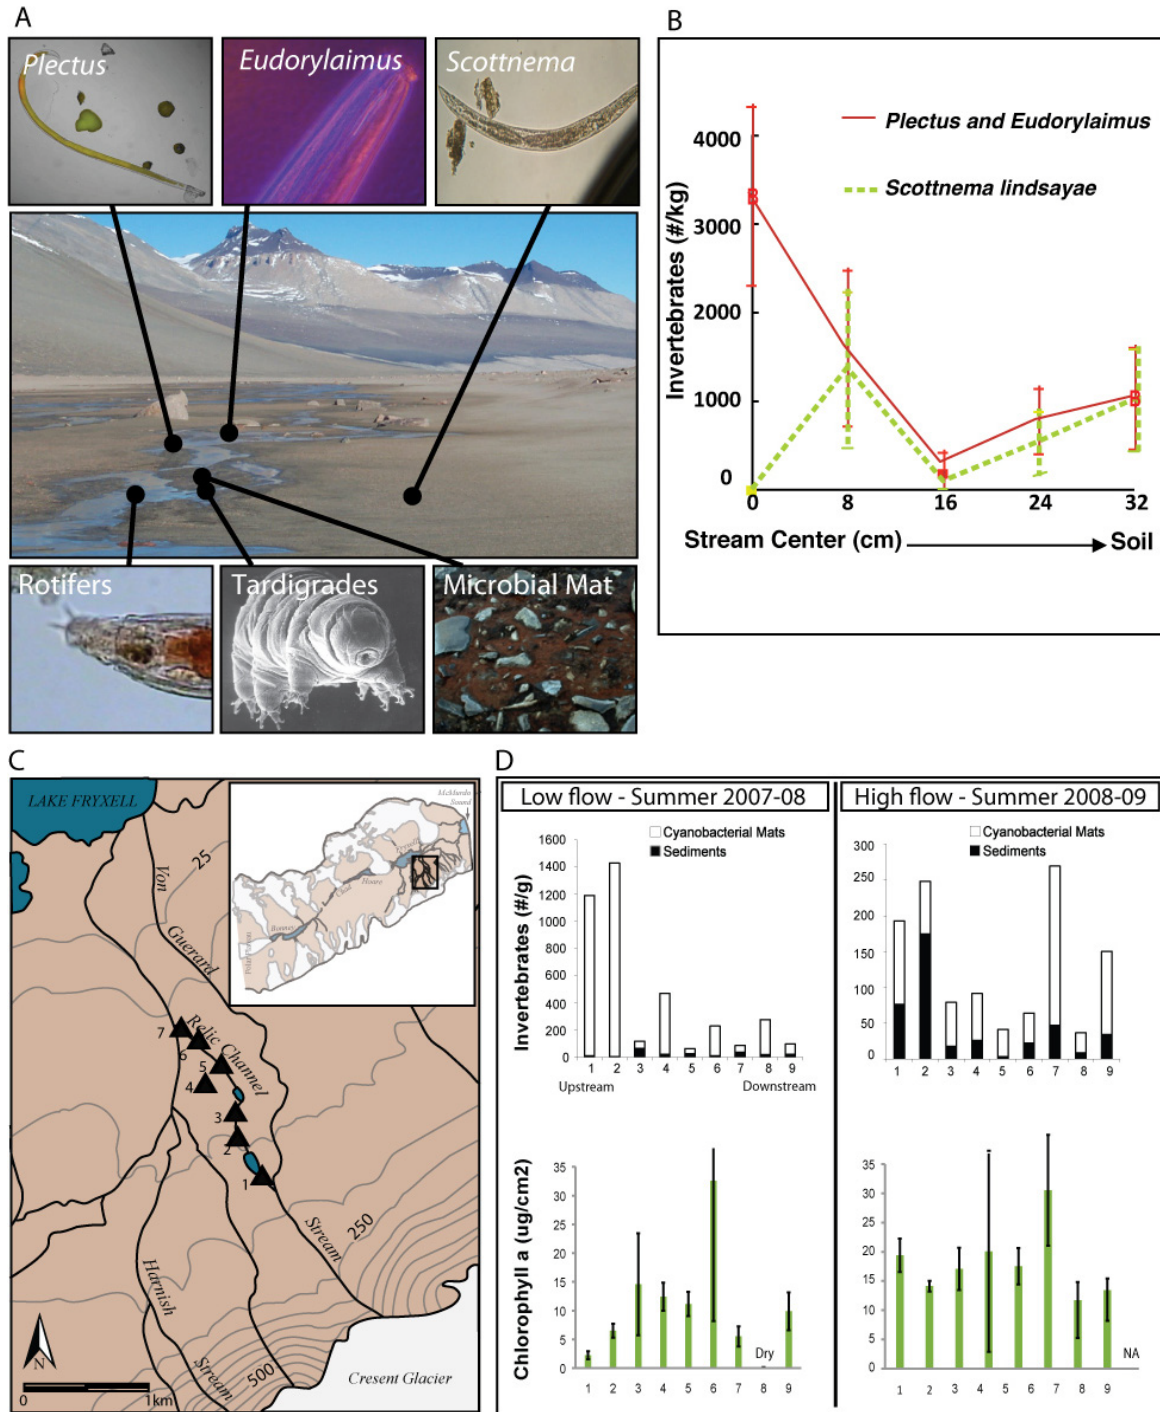 A
Plectus
Eudorylaimus
Scottnema
Rotifers
Tardigrades
Microbial Mat
B
Plectus and Eudorylaimus
Scottnema lindsayae
Invertebrates (#/kg)
4000
3000
2000
1000
0
0 8 16 24 32
Stream Center (cm) Soil
C
LAKE FRYXELL
McMurdo
Sound
Fryxell
Hoare
Bonney
Von
25
Guerard
Relic Channel
7
6
5
4
3
2
1
Stream
250
Harnish
Stream
500
Cresent Glacier
N
0 1km
D
Low flow - Summer 2007-08
Cyanobacterial Mats
Sediments
Invertebrates (#/g)
1600
1400
1200
1000
800
600
400
200
0
1 2 3 4 5 6 7 8 9
Upstream Downstream
High flow - Summer 2008-09
Cyanobacterial Mats
Sediments
300
250
200
150
100
50
0
1 2 3 4 5 6 7 8 9
Chlorophyll a (ug/cm2)
35
30
25
20
15
10
5
0
Dry
1 2 3 4 5 6 7 8 9
35
30
25
20
15
10
5
0
NA
1 2 3 4 5 6 7 8 9